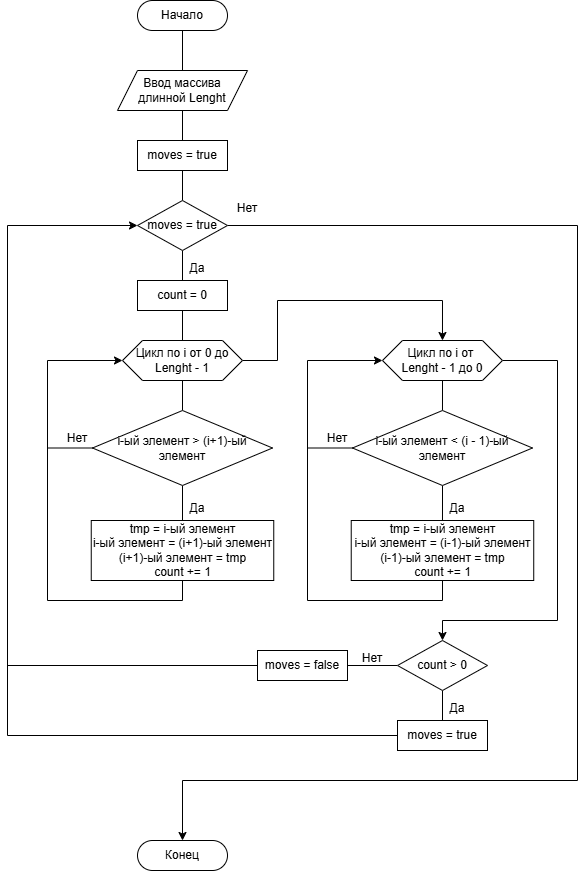 Начало
Ввод массива
длинной Lenght
moves = true
moves = true
Нет
Да
count = 0
Цикл по i от 0 до
Lenght - 1
Цикл по i от
Lenght - 1 до 0
Нет
i-ый элемент > (i+1)-ый
элемент
Нет
i-ый элемент < (i - 1)-ый
элемент
Да
tmp = i-ый элемент
i-ый элемент = (i+1)-ый элемент
(i+1)-ый элемент = tmp
count += 1
Да
tmp = i-ый элемент
i-ый элемент = (i-1)-ый элемент
(i-1)-ый элемент = tmp
count += 1
moves = false
Нет
count > 0
Да
moves = true
Конец